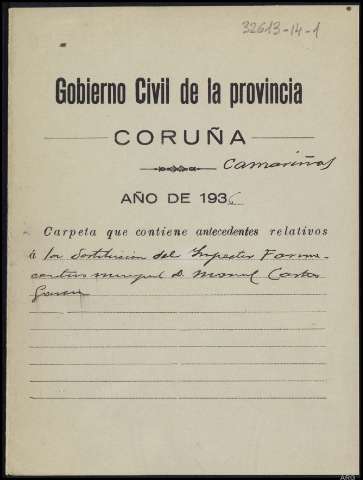 32613-14-1
Gobierno Civil de la provincia
CORUÑA
Camariñas
AÑO DE 1936
Carpeta que contiene antecedentes relativos
á la destitución del Inspector Farma-
céutico municipal D. Manuel Castro
ARG